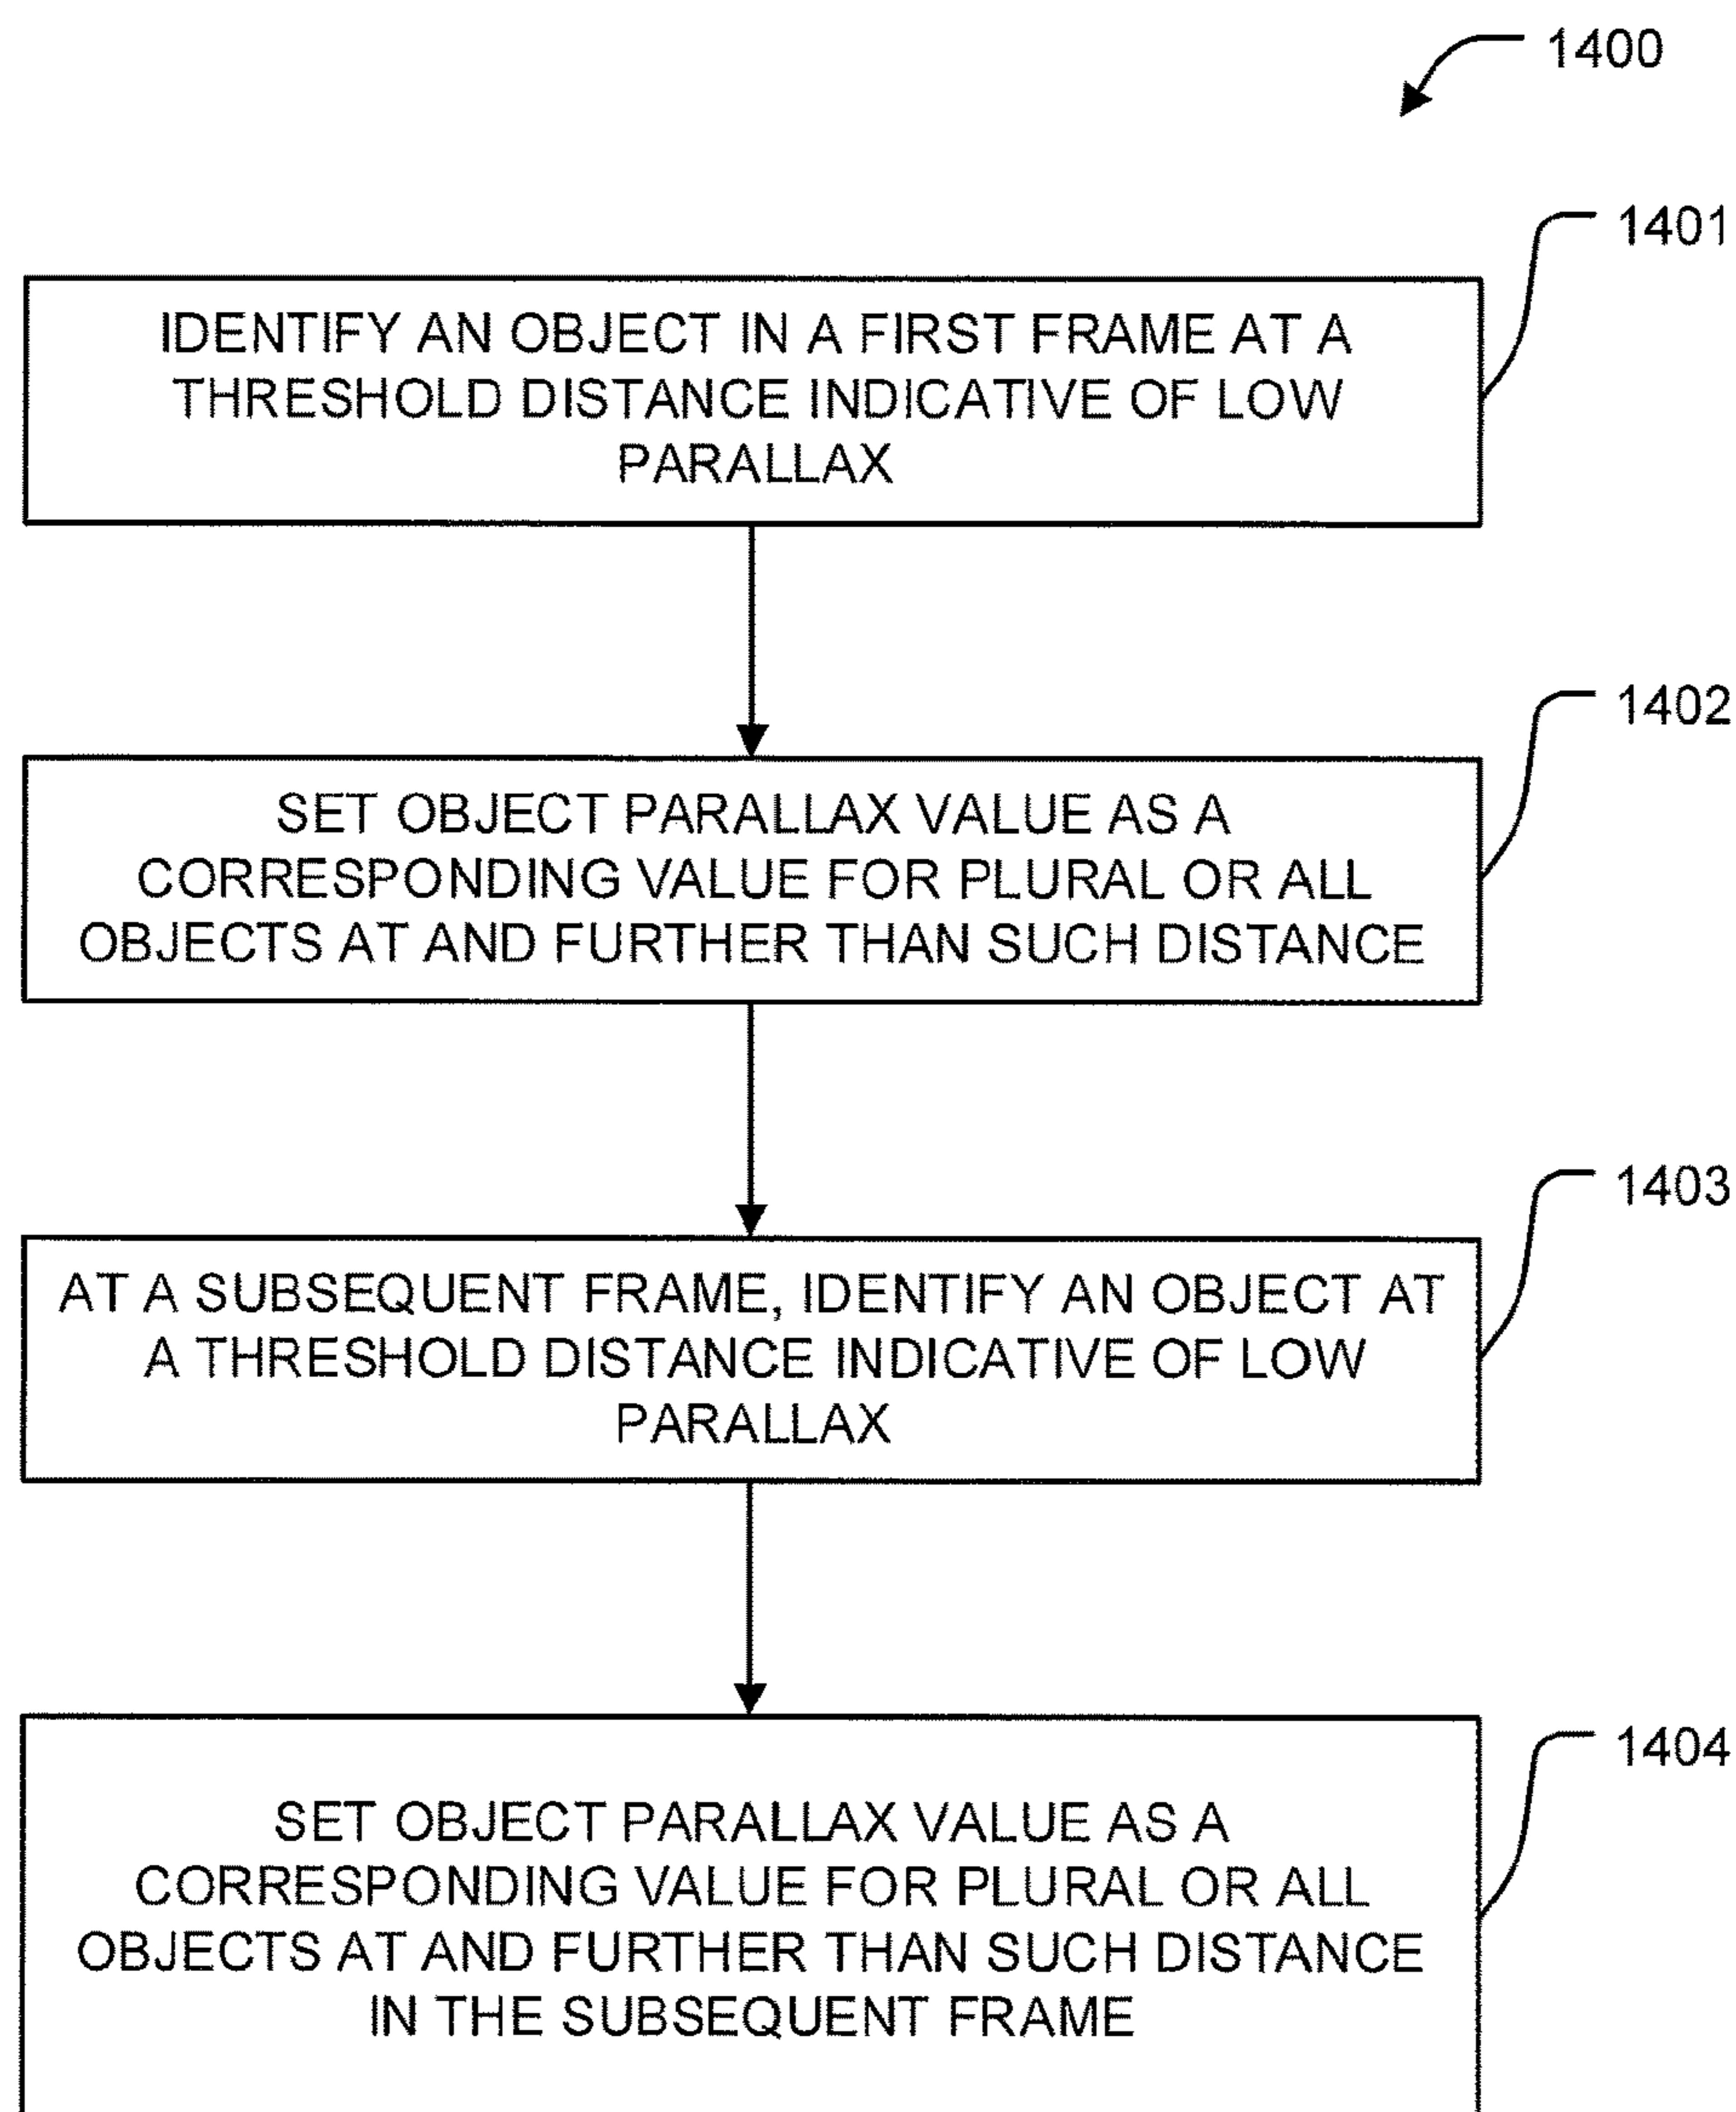 1400
1401
IDENTIFY AN OBJECT IN A FIRST FRAME AT A
THRESHOLD DISTANCE INDICATIVE OF LOW
PARALLAX
1402
SET OBJECT PARALLAX VALUE AS A
CORRESPONDING VALUE FOR PLURAL OR ALL
OBJECTS AT AND FURTHER THAN SUCH DISTANCE
1403
AT A SUBSEQUENT FRAME, IDENTIFY AN OBJECT AT
A THRESHOLD DISTANCE INDICATIVE OF LOW
PARALLAX
1404
SET OBJECT PARALLAX VALUE AS A
CORRESPONDING VALUE FOR PLURAL OR ALL
OBJECTS AT AND FURTHER THAN SUCH DISTANCE
IN THE SUBSEQUENT FRAME